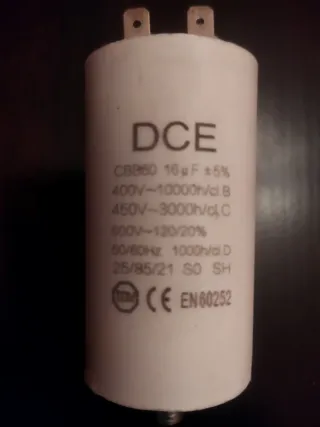 DCE
CBB60 16µF ±5%
400V~10000h/cl.B
450V~3000h/cl.C
~120/20%
50/60Hz 1000h/cl.D
25/85/21 S0 SH
CE EN60252